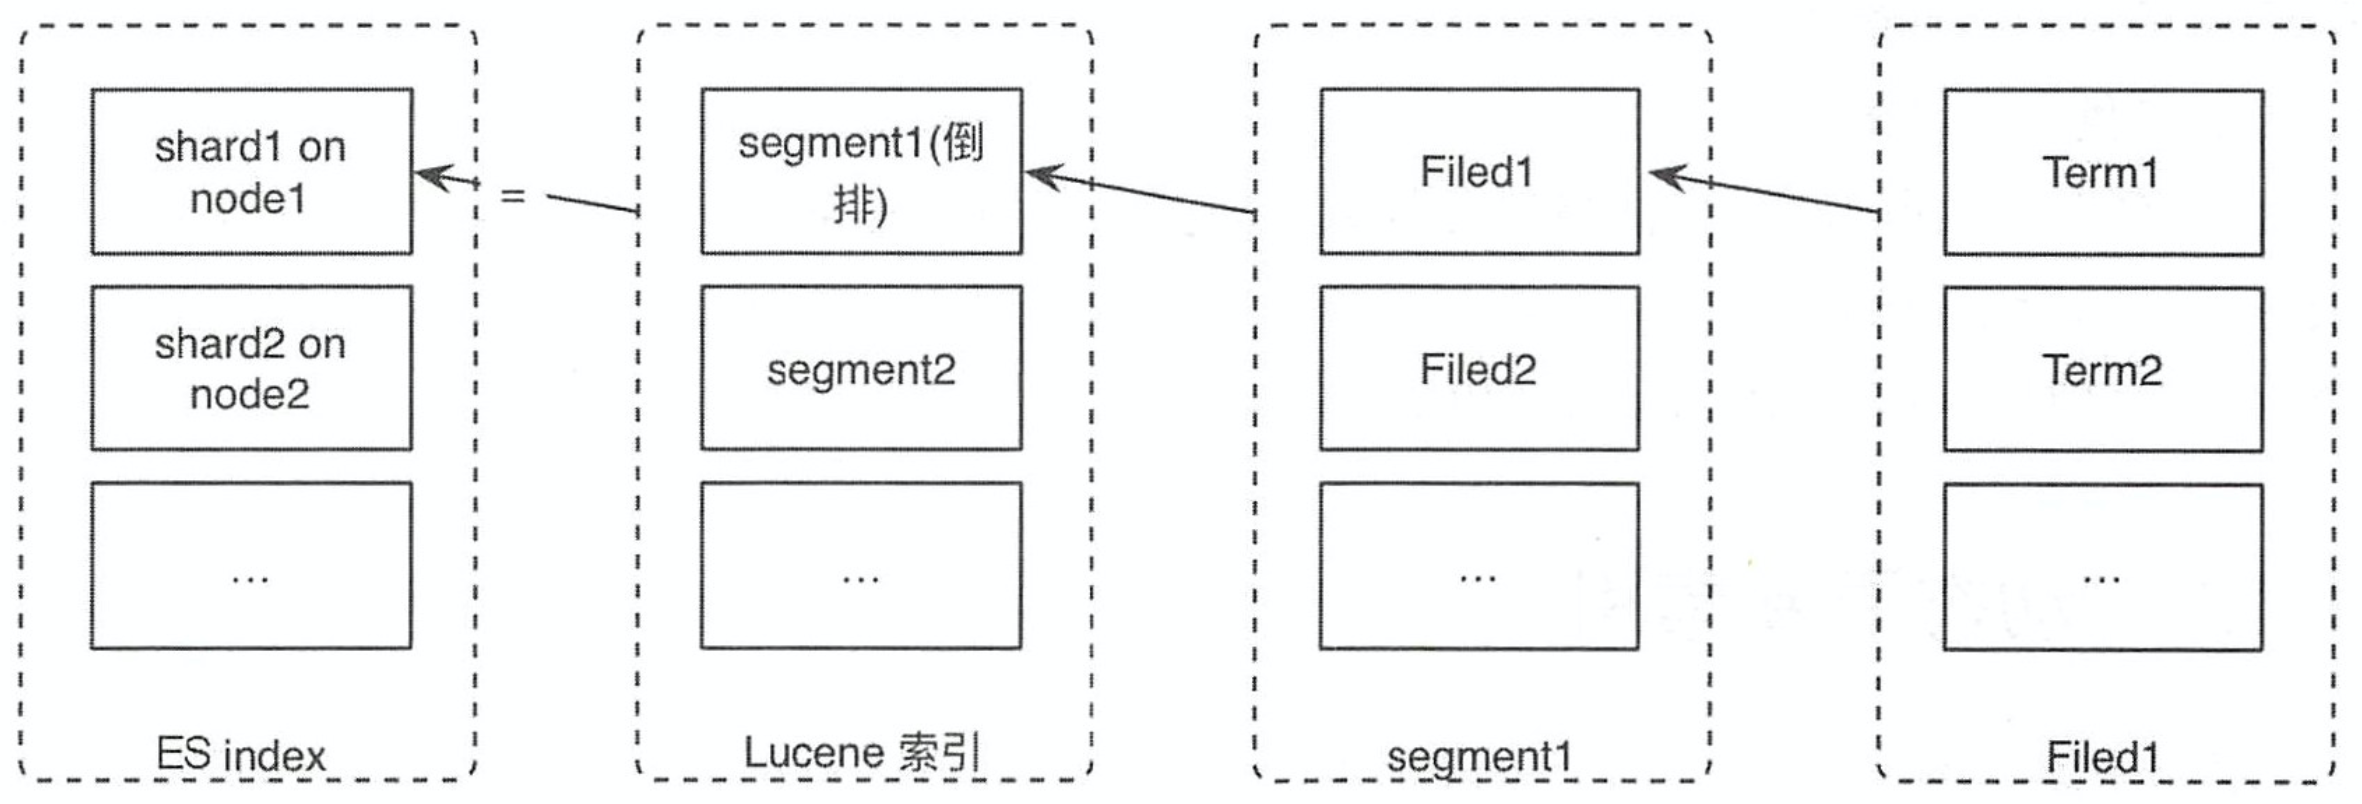 shard1 on
node1
shard2 on
node2
...
ES index
=
segment1(倒
排)
segment2
...
Lucene 索引
Filed1
Filed2
...
segment1
Term1
Term2
...
Filed1